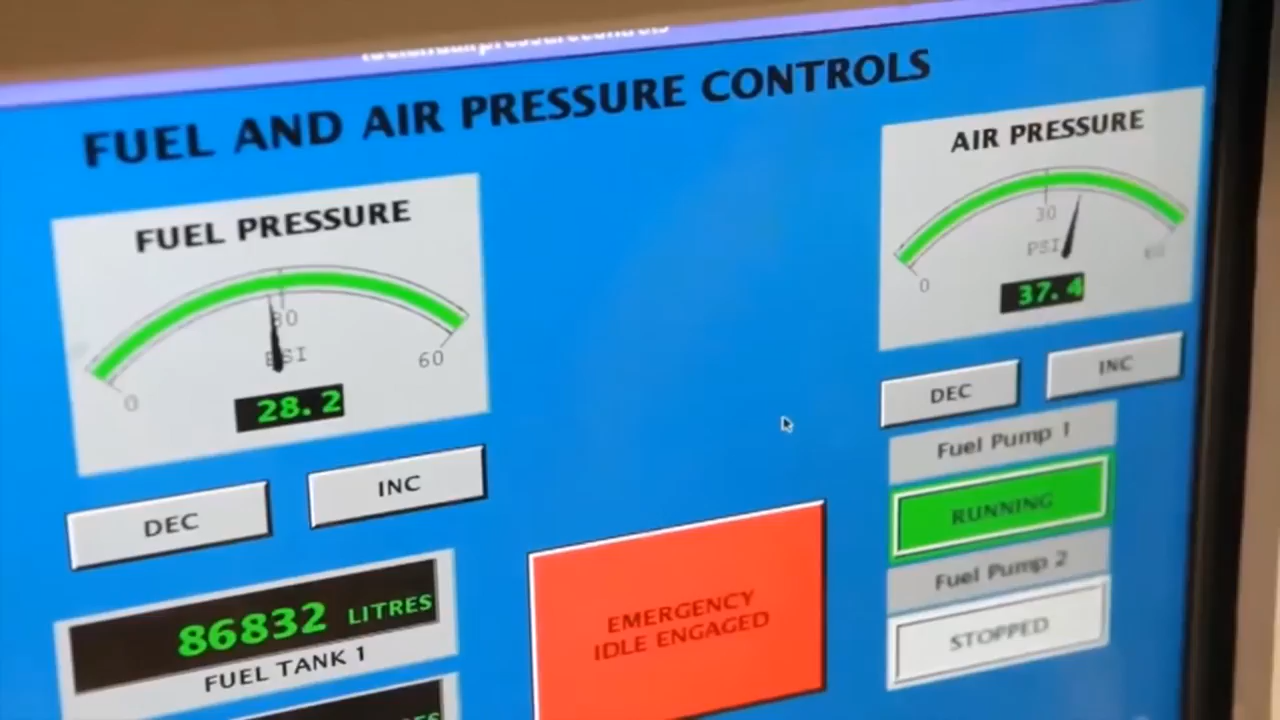 FUEL AND AIR PRESSURE CONTROLS
FUEL PRESSURE
0
30
60
PSI
28.2
DEC
INC
86832 LITRES
FUEL TANK 1
EMERGENCY
IDLE ENGAGED
AIR PRESSURE
0
30
60
PSI
37.4
DEC
INC
Fuel Pump 1
RUNNING
Fuel Pump 2
STOPPED